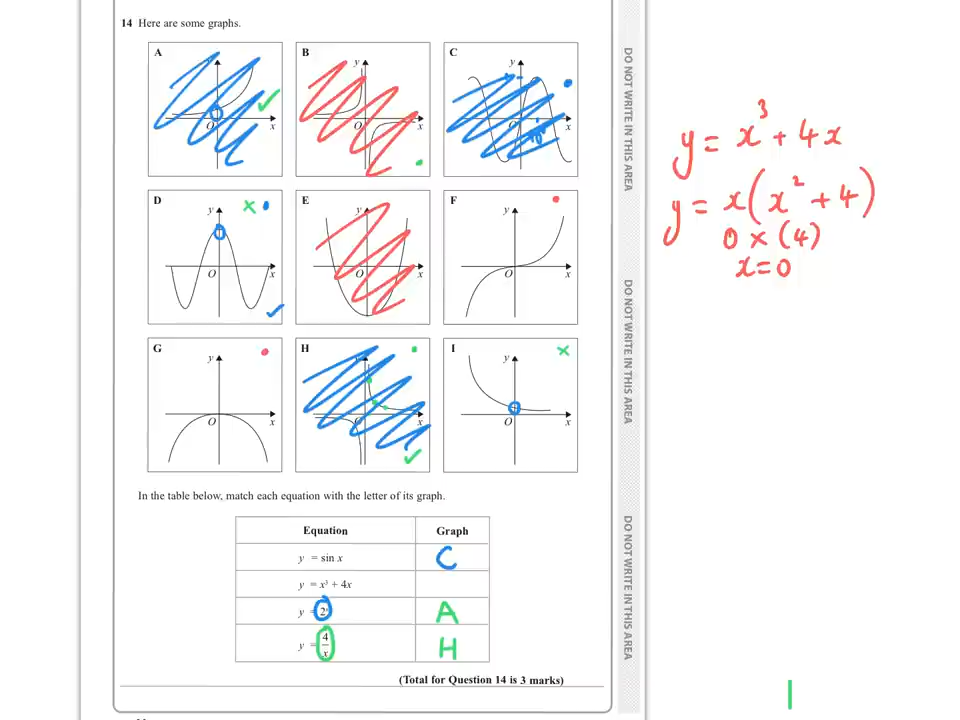 14 Here are some graphs.
A B C
y y
O x O x O x
D E F
y y
O x O x O x
G H I
y y y
O x O x O x
In the table below, match each equation with the letter of its graph.
Equation Graph
y = sin x C
y = x³ + 4x
y = 2ˣ A
y = 4/x H
(Total for Question 14 is 3 marks)
DO NOT WRITE IN THIS AREA
DO NOT WRITE IN THIS AREA
DO NOT WRITE IN THIS AREA
y = x³ + 4x
y = x(x² + 4)
0 × (4)
x = 0